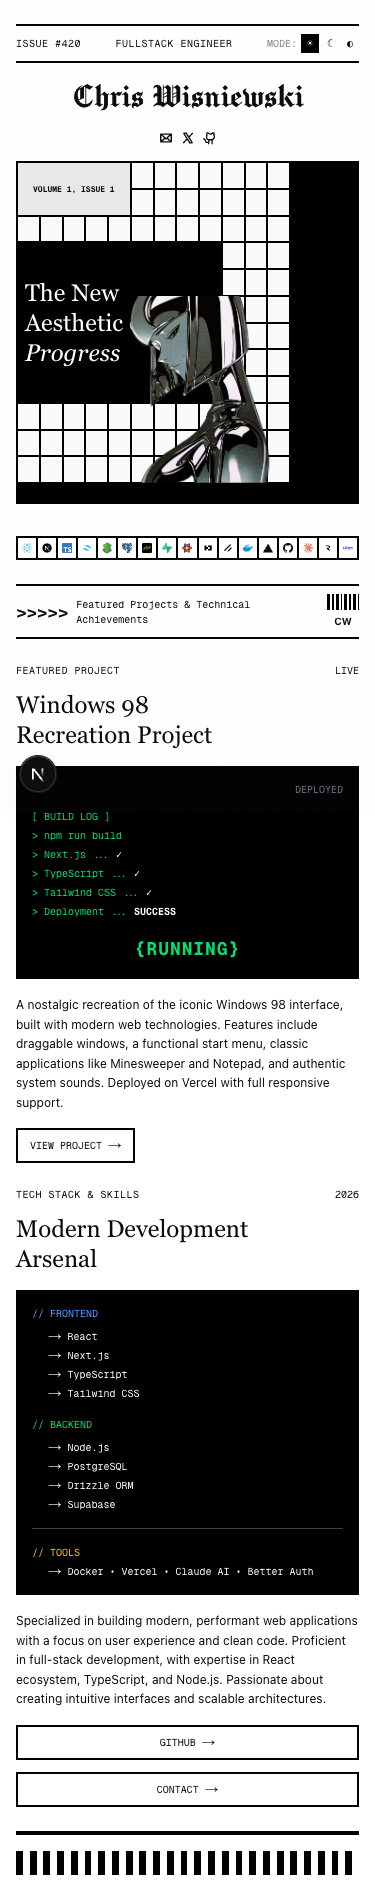 ISSUE #420 FULLSTACK ENGINEER MODE:
Chris Wisniewski
VOLUME 1, ISSUE 1
The New
Aesthetic
Progress
TS
>>>>> Featured Projects & Technical
Achievements
CW
FEATURED PROJECT LIVE
Windows 98
Recreation Project
N
DEPLOYED
[ BUILD LOG ]
> npm run build
> Next.js ... ✓
> TypeScript ... ✓
> Tailwind CSS ... ✓
> Deployment ... SUCCESS
{RUNNING}
A nostalgic recreation of the iconic Windows 98 interface,
built with modern web technologies. Features include
draggable windows, a functional start menu, classic
applications like Minesweeper and Notepad, and authentic
system sounds. Deployed on Vercel with full responsive
support.
VIEW PROJECT →
TECH STACK & SKILLS 2026
Modern Development
Arsenal
// FRONTEND
→ React
→ Next.js
→ TypeScript
→ Tailwind CSS
// BACKEND
→ Node.js
→ PostgreSQL
→ Drizzle ORM
→ Supabase
// TOOLS
→ Docker • Vercel • Claude AI • Better Auth
Specialized in building modern, performant web applications
with a focus on user experience and clean code. Proficient
in full-stack development, with expertise in React
ecosystem, TypeScript, and Node.js. Passionate about
creating intuitive interfaces and scalable architectures.
GITHUB →
CONTACT →